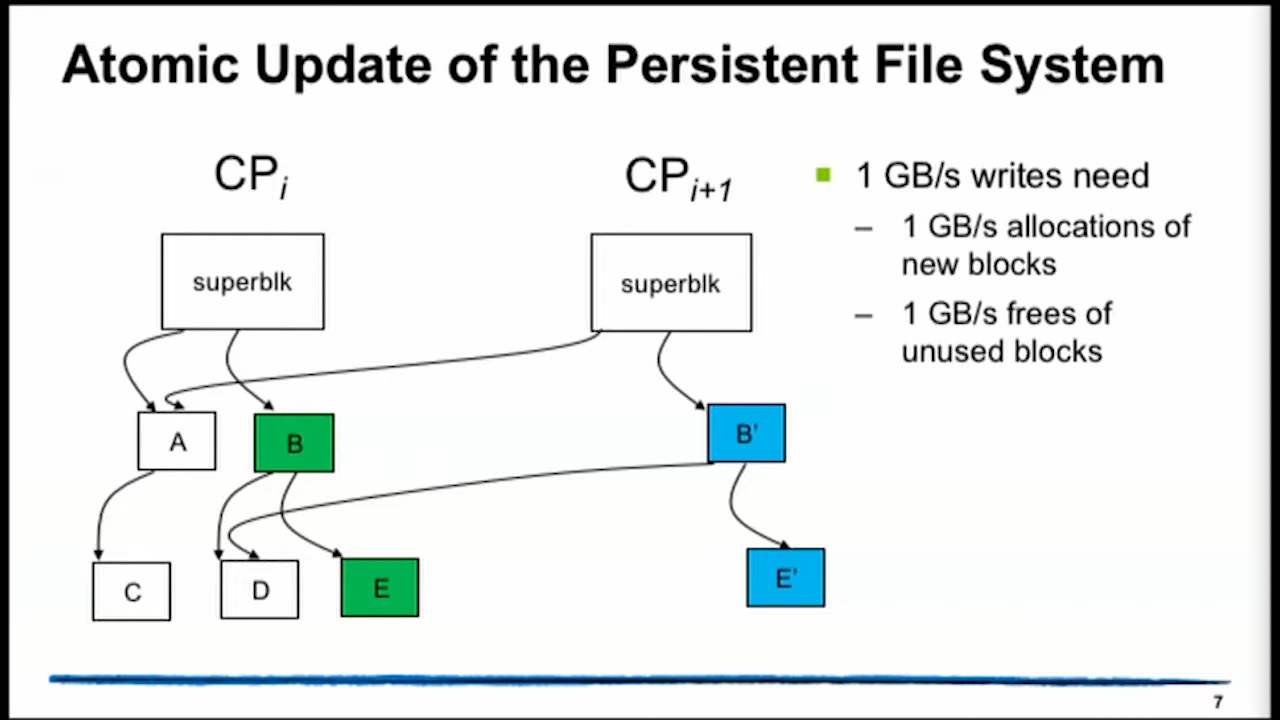 Atomic Update of the Persistent File System
CPi
CPi+1
superblk
superblk
A
B
B’
C
D
E
E’
■ 1 GB/s writes need
– 1 GB/s allocations of
new blocks
– 1 GB/s frees of
unused blocks
7